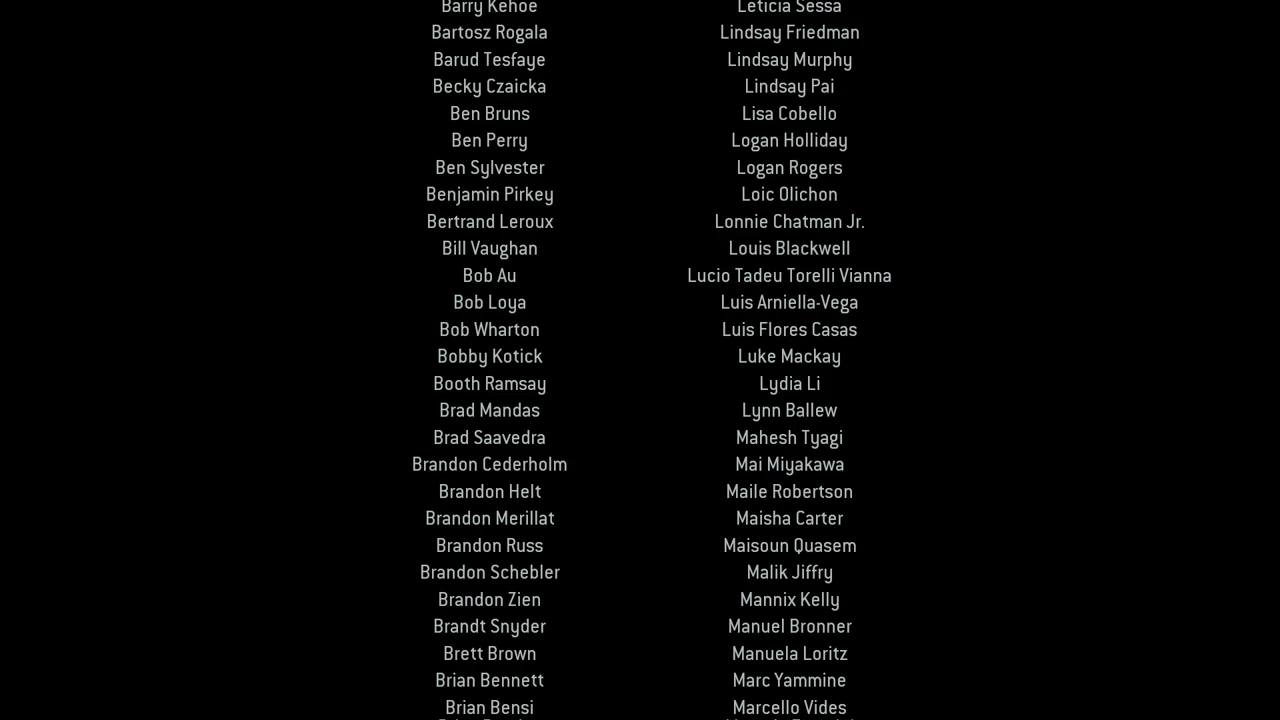 Barry Kehoe
Bartosz Rogala
Barud Tesfaye
Becky Czaicka
Ben Bruns
Ben Perry
Ben Sylvester
Benjamin Pirkey
Bertrand Leroux
Bill Vaughan
Bob Au
Bob Loya
Bob Wharton
Bobby Kotick
Booth Ramsay
Brad Mandas
Brad Saavedra
Brandon Cederholm
Brandon Helt
Brandon Merillat
Brandon Russ
Brandon Schebler
Brandon Zien
Brandt Snyder
Brett Brown
Brian Bennett
Brian Bensi
Leticia Sessa
Lindsay Friedman
Lindsay Murphy
Lindsay Pai
Lisa Cobello
Logan Holliday
Logan Rogers
Loic Olichon
Lonnie Chatman Jr.
Louis Blackwell
Lucio Tadeu Torelli Vianna
Luis Arniella-Vega
Luis Flores Casas
Luke Mackay
Lydia Li
Lynn Ballew
Mahesh Tyagi
Mai Miyakawa
Maile Robertson
Maisha Carter
Maisoun Quasem
Malik Jiffry
Mannix Kelly
Manuel Bronner
Manuela Loritz
Marc Yammine
Marcello Vides